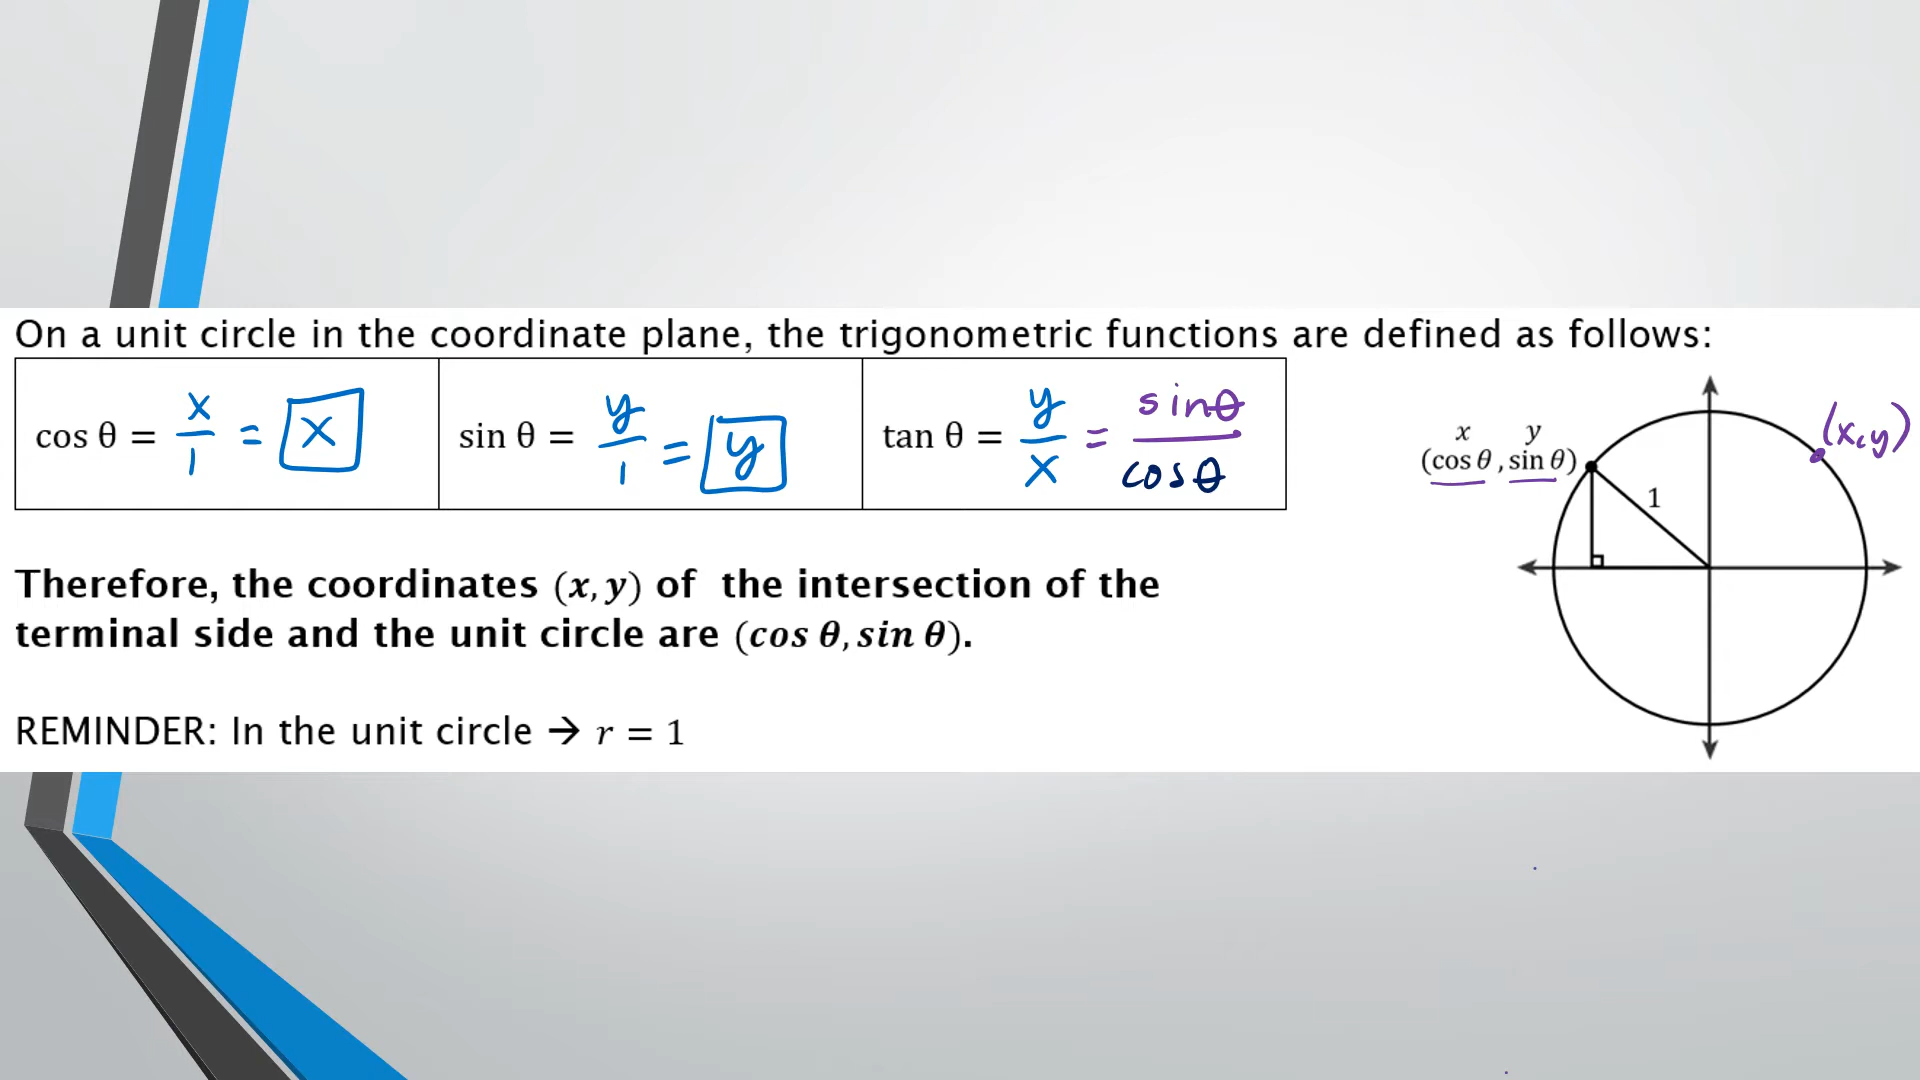 On a unit circle in the coordinate plane, the trigonometric functions are defined as follows:
cos θ = x/1 = x
sin θ = y/1 = y
tan θ = y/x = sinθ/cosθ
x y
(cos θ , sin θ)
1
(x,y)
Therefore, the coordinates (x, y) of the intersection of the
terminal side and the unit circle are (cos θ, sin θ).
REMINDER: In the unit circle → r = 1